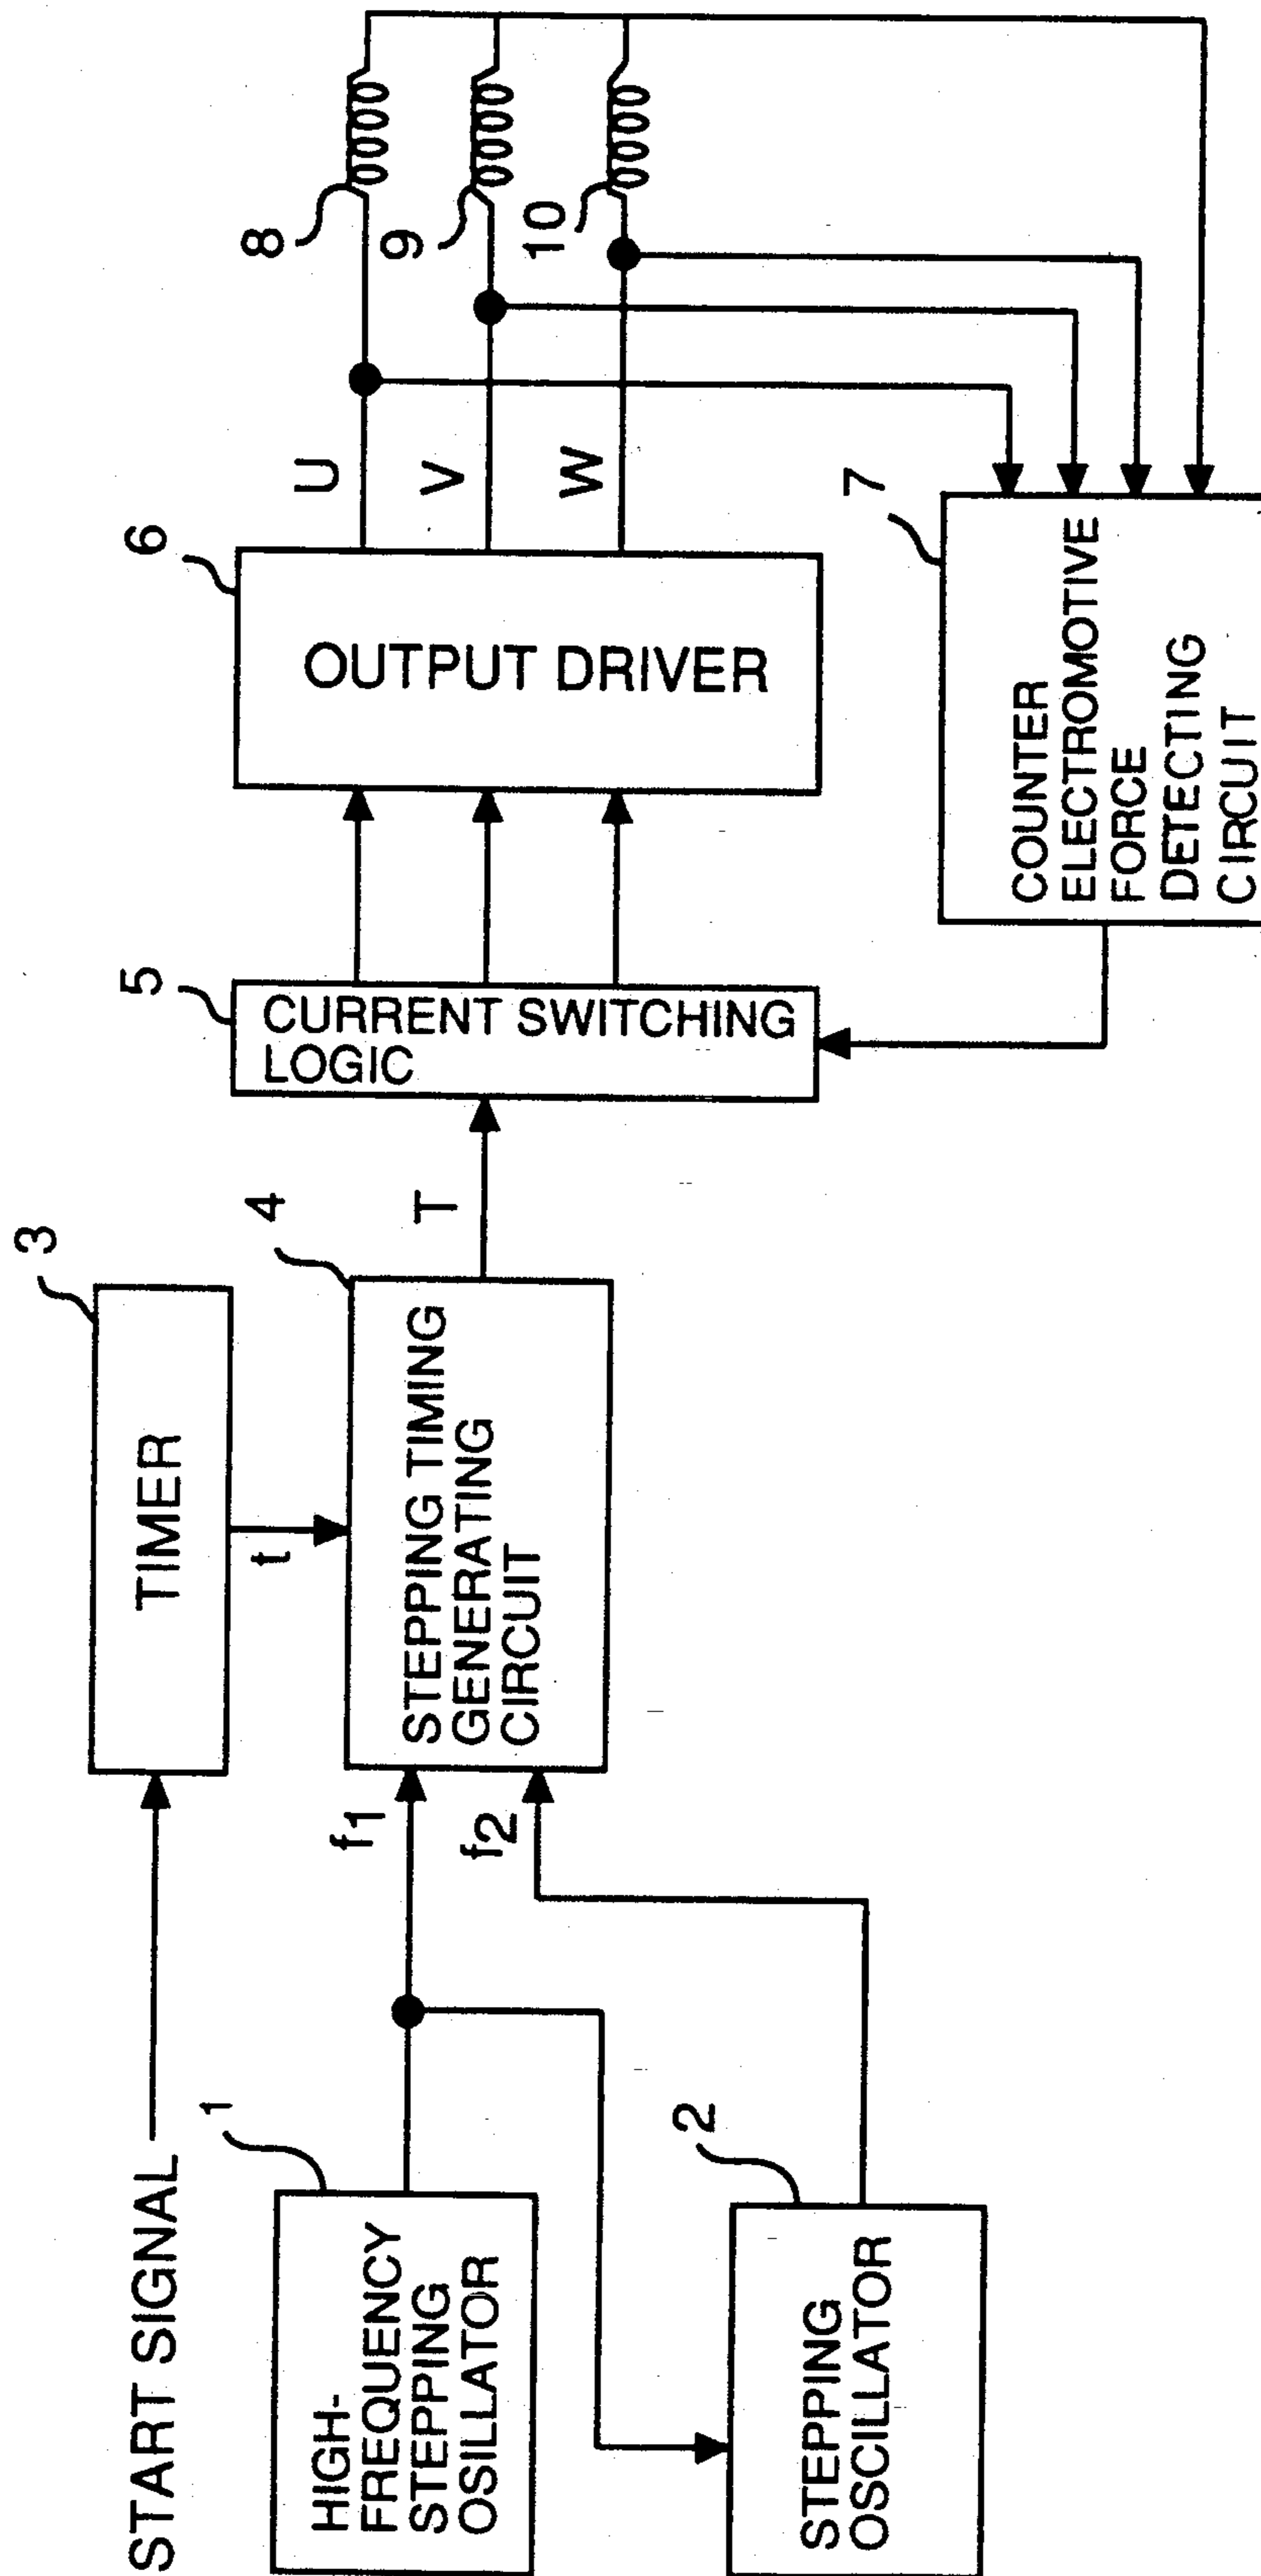 START SIGNAL
3
TIMER
t
1
HIGH-
FREQUENCY
STEPPING
OSILLATOR
f1
f2
2
STEPPING
OSCILLATOR
4
STEPPING TIMING
GENERATING
CIRCUIT
T
5
CURRENT SWITCHING
LOGIC
6
OUTPUT DRIVER
U
V
W
8
9
10
7
COUNTER
ELECTROMOTIVE
FORCE
DETECTING
CIRCUIT